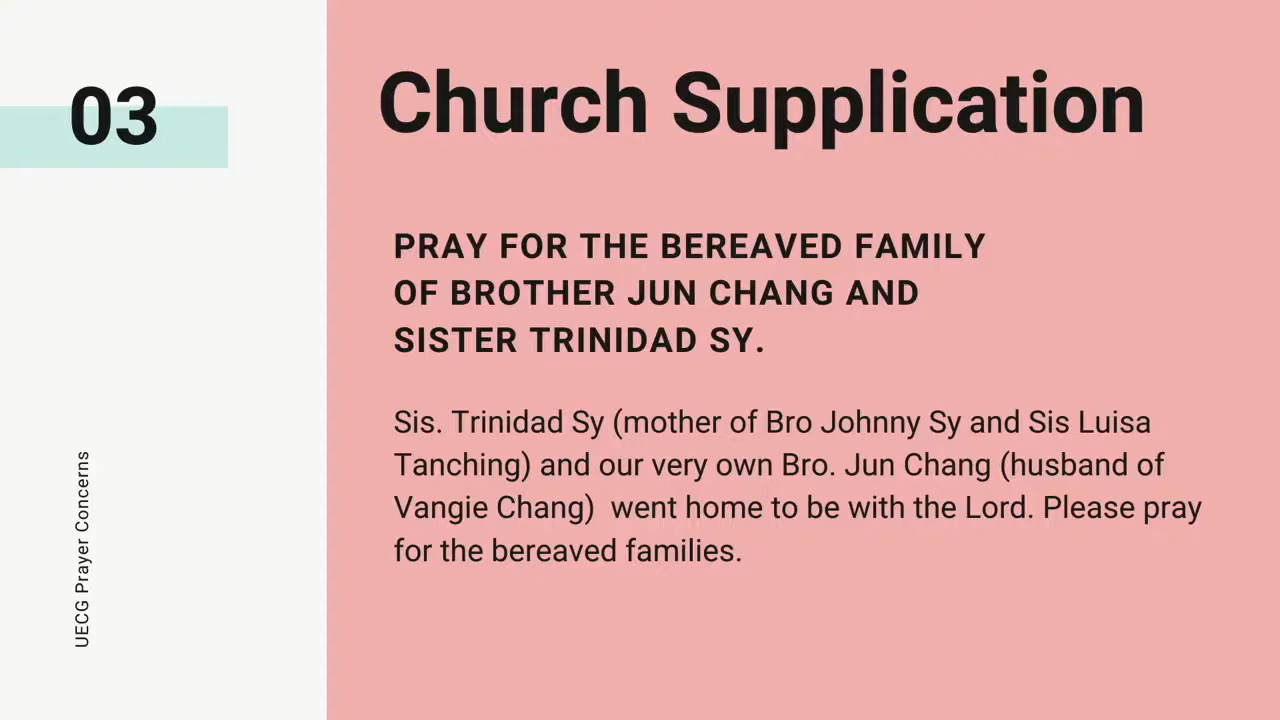 03
Church Supplication
PRAY FOR THE BEREAVED FAMILY
OF BROTHER JUN CHANG AND
SISTER TRINIDAD SY.
Sis. Trinidad Sy (mother of Bro Johnny Sy and Sis Luisa
Tanching) and our very own Bro. Jun Chang (husband of
Vangie Chang)  went home to be with the Lord. Please pray
for the bereaved families.
UECG Prayer Concerns